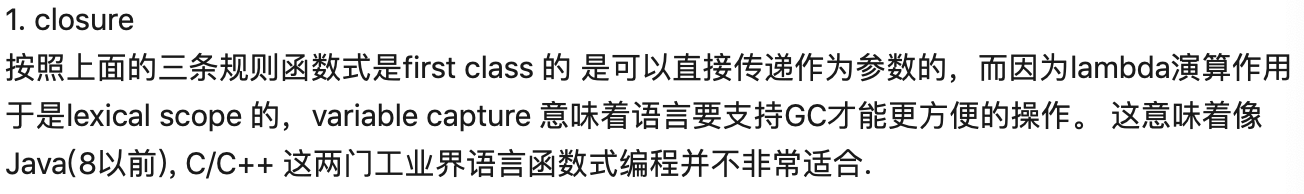 1. closure
按照上面的三条规则函数式是first class 的 是可以直接传递作为参数的，而因为lambda演算作用
于是lexical scope 的，variable capture 意味着语言要支持GC才能更方便的操作。 这意味着像
Java(8以前), C/C++ 这两门工业界语言函数式编程并不非常适合.